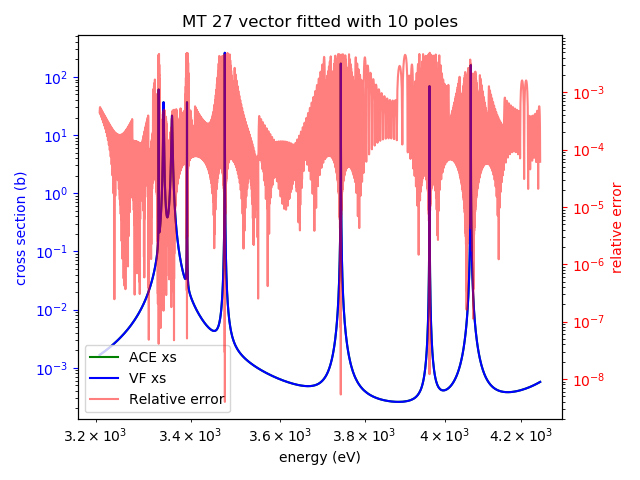 MT 27 vector fitted with 10 poles
cross section (b)
10²
10¹
10⁰
10⁻¹
10⁻²
10⁻³
10⁻³
10⁻⁴
10⁻⁵
10⁻⁶
10⁻⁷
10⁻⁸
relative error
ACE xs
VF xs
Relative error
3.2 × 10³ 3.4 × 10³ 3.6 × 10³ 3.8 × 10³ 4 × 10³ 4.2 × 10³
energy (eV)